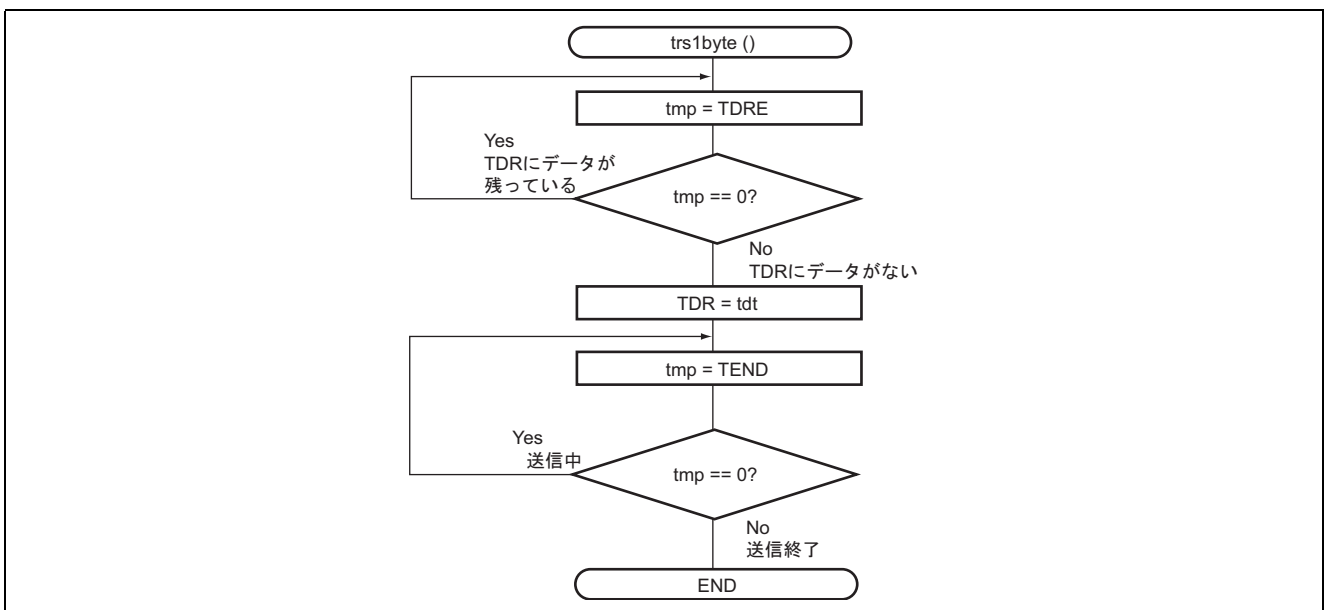 trs1byte ()
tmp = TDRE
Yes
TDRにデータが
残っている
tmp == 0?
No
TDRにデータがない
TDR = tdt
tmp = TEND
Yes
送信中
tmp == 0?
No
送信終了
END